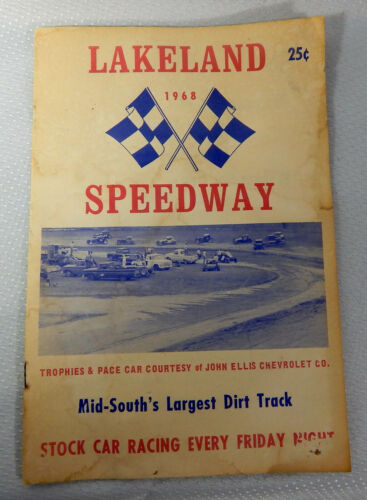 LAKELAND
25¢
1968
SPEEDWAY
TROPHIES & PACE CAR COURTESY of JOHN ELLIS CHEVROLET CO.
Mid-South's Largest Dirt Track
STOCK CAR RACING EVERY FRIDAY NIGHT